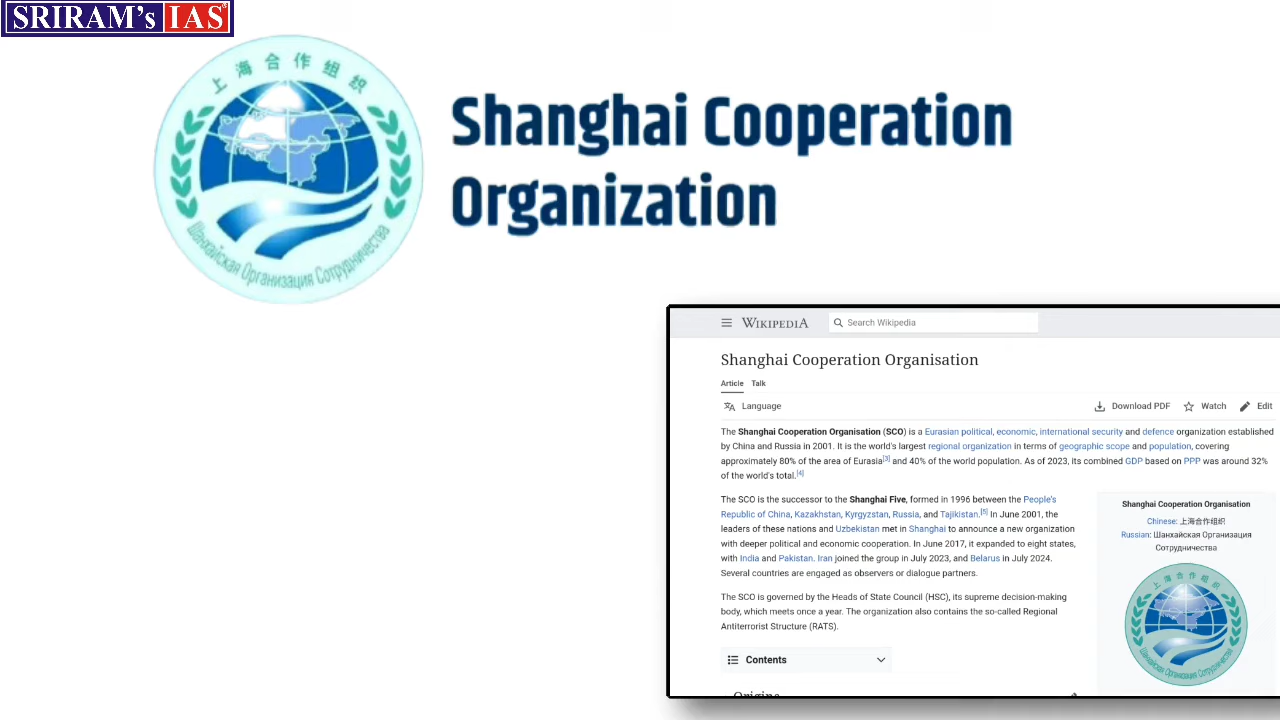 SRIRAM's IAS
上海合作组织
Шанхайская Организация Сотрудничества
Shanghai Cooperation
Organization
WIKIPEDIA
Search Wikipedia
Shanghai Cooperation Organisation
Article Talk
Language Download PDF Watch Edit
The Shanghai Cooperation Organisation (SCO) is a Eurasian political, economic, international security and defence organization established
by China and Russia in 2001. It is the world's largest regional organization in terms of geographic scope and population, covering
approximately 80% of the area of Eurasia[3] and 40% of the world population. As of 2023, its combined GDP based on PPP was around 32%
of the world's total.[4]
The SCO is the successor to the Shanghai Five, formed in 1996 between the People's
Republic of China, Kazakhstan, Kyrgyzstan, Russia, and Tajikistan.[5] In June 2001, the
leaders of these nations and Uzbekistan met in Shanghai to announce a new organization
with deeper political and economic cooperation. In June 2017, it expanded to eight states,
with India and Pakistan. Iran joined the group in July 2023, and Belarus in July 2024.
Several countries are engaged as observers or dialogue partners.
The SCO is governed by the Heads of State Council (HSC), its supreme decision-making
body, which meets once a year. The organization also contains the so-called Regional
Antiterrorist Structure (RATS).
Contents
Origins
Shanghai Cooperation Organisation
Chinese: 上海合作组织
Russian: Шанхайская Организация
Сотрудничества
上海合作组织
Шанхайская Организация Сотрудничества